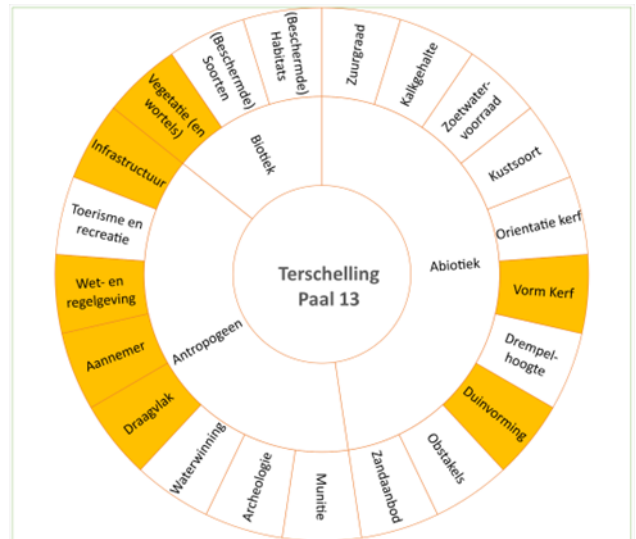 Terschelling
Paal 13
Abiotiek
Antropogeen
Biotiek
Zuurgraad
Kalkgehalte
Zoetwater-
voorraad
Kustsoort
Orientatie kerf
Vorm Kerf
Drempel-
hoogte
Duinvorming
Obstakels
Zandaanbod
Munitie
Archeologie
Waterwinning
Draagvlak
Aannemer
Wet- en
regelgeving
Toerisme en
recreatie
Infrastructuur
Vegetatie (en
wortels)
(Beschermde)
Soorten
(Beschermde)
Habitats